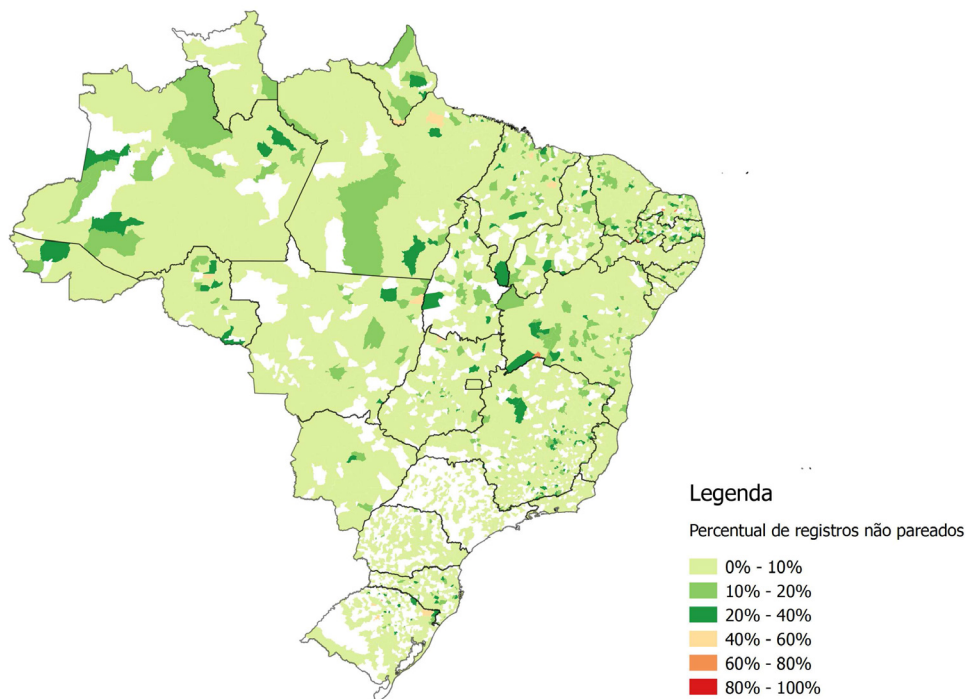 Legenda
Percentual de registros não pareados
0% - 10%
10% - 20%
20% - 40%
40% - 60%
60% - 80%
80% - 100%